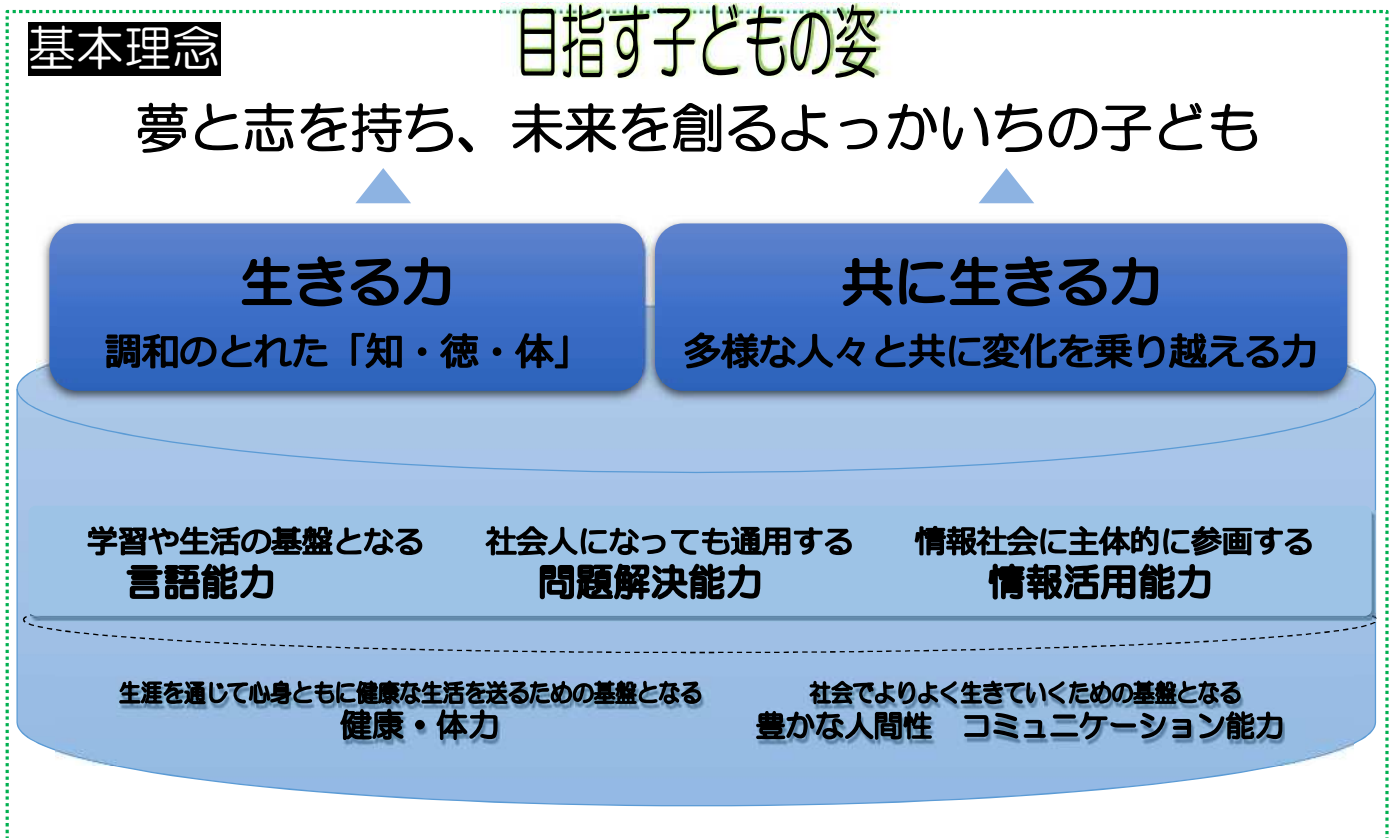 基本理念
目指す子どもの姿
夢と志を持ち、未来を創るよっかいちの子ども
生きる力
調和のとれた「知・徳・体」
共に生きる力
多様な人々と共に変化を乗り越える力
学習や生活の基盤となる
言語能力
社会人になっても通用する
問題解決能力
情報社会に主体的に参画する
情報活用能力
生涯を通じて心身ともに健康な生活を送るための基盤となる
健康・体力
社会でよりよく生きていくための基盤となる
豊かな人間性　コミュニケーション能力